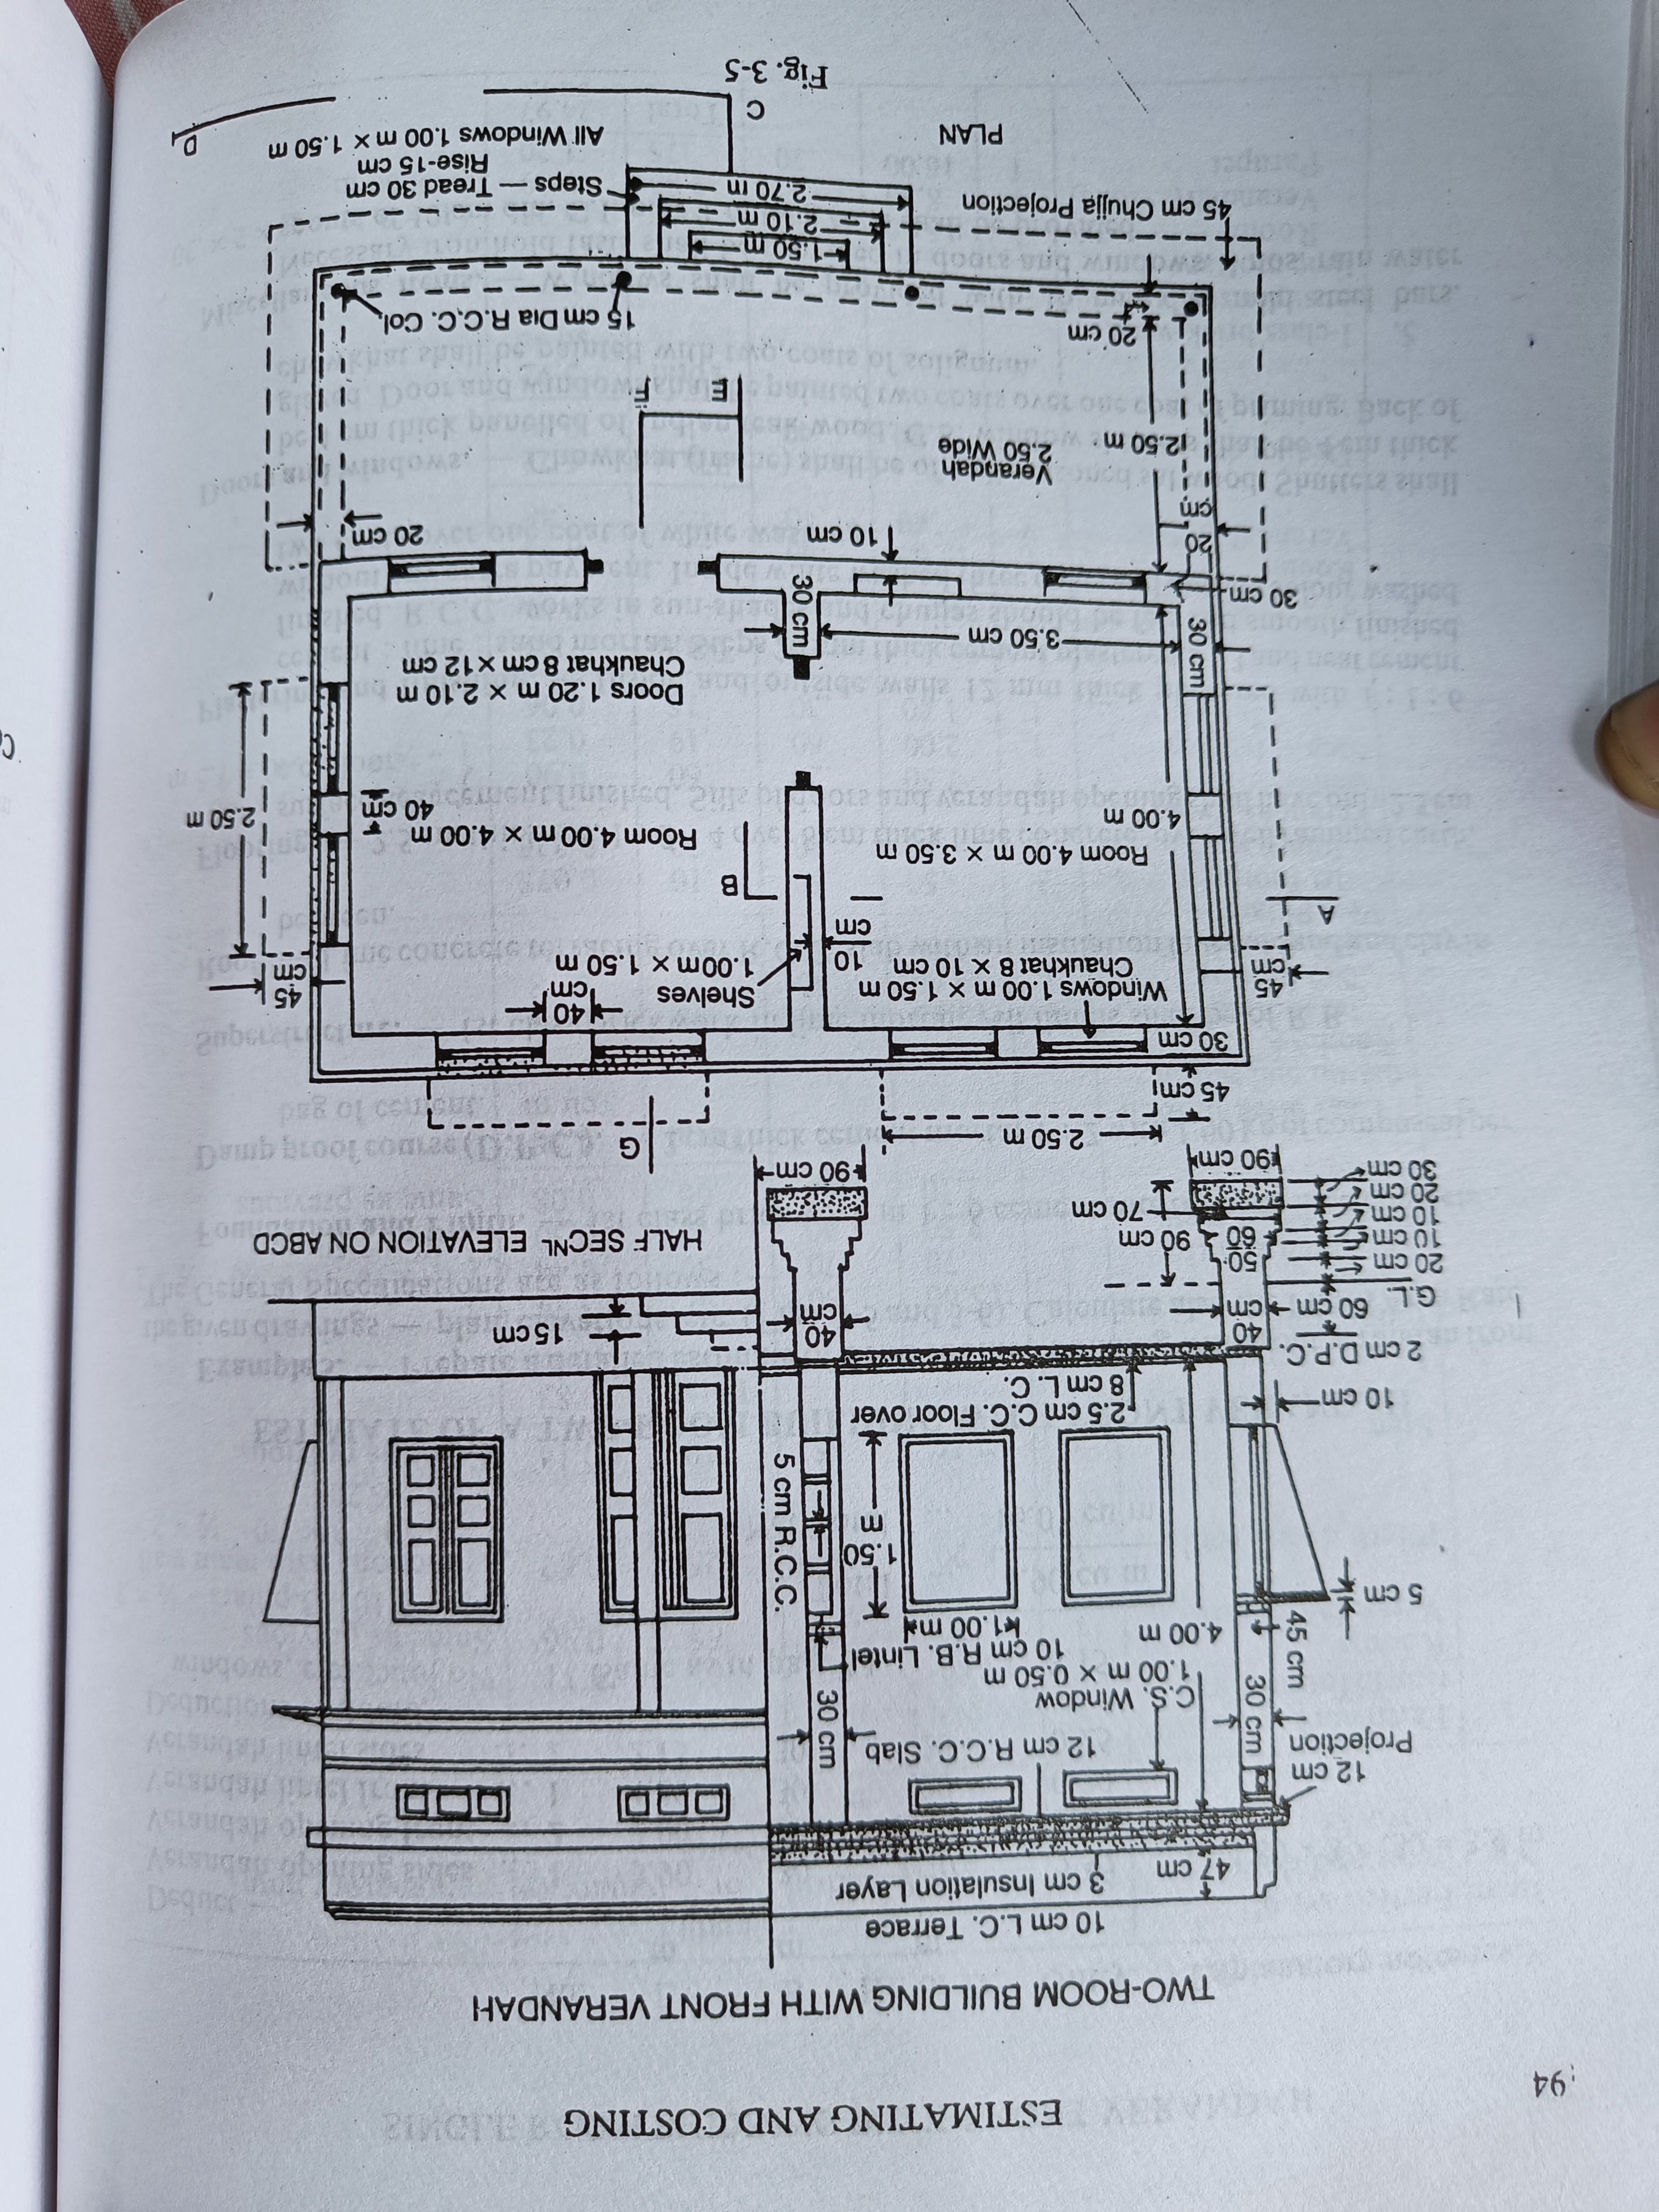 94
ESTIMATING AND COSTING
TWO-ROOM BUILDING WITH FRONT VERANDAH
10 cm L.C. Terrace
3 cm Insulation Layer
47 cm
12 cm
Projection
12 cm R.C.C. Slab
C.S. Window
1.00 m × 0.50 m
30 cm
30 cm
45 cm
10 cm R.B. Lintel
4.00 m
1.00 m
5 cm
1.50
m
5 cm R.C.C.
2.5 cm C.C. Floor over
8 cm L. C.
10 cm
2 cm D.P.C.
15 cm
40
cm
40
cm
60 cm
G.L.
20 cm
10 cm
10 cm
20 cm
30 cm
50
60
90 cm
70 cm
90 cm
90 cm
HALF SECNL ELEVATION ON ABCD
G
2.50 m
45 cm
30 cm
Windows 1.00 m × 1.50 m
Chaukhat 8 × 10 cm
Shelves
1.00m × 1.50 m
40
cm
45
cm
45
cm
10
cm
A
B
Room 4.00 m × 3.50 m
Room 4.00 m × 4.00 m
4.00 m
40
cm
2.50 m
Doors 1.20 m × 2.10 m
Chaukhat 8 cm × 12 cm
3.50 cm
30 cm
30 cm
30 cm
10 cm
20
cm
20 cm
Verandah
2.50 Wide
2.50 m
E
F
20 cm
15 cm Dia R.C.C. Col
1.50 m
2.10 m
2.70 m
45 cm Chujja Projection
Steps — Tread 30 cm
Rise-15 cm
All Windows 1.00 m × 1.50 m
PLAN
C
D
Fig. 3-5